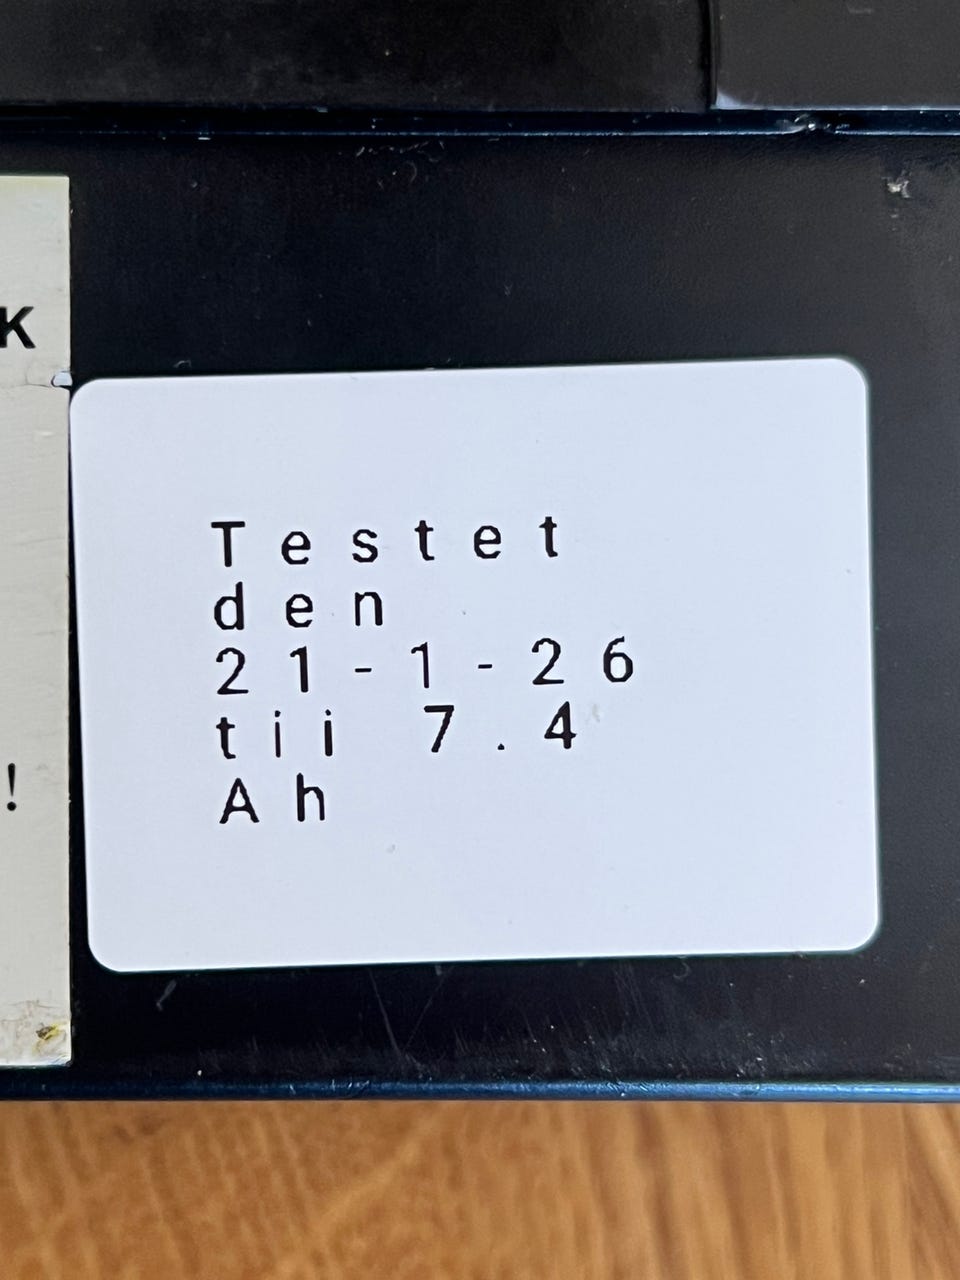 K
!
Testet
den
21-1-26
tii 7.4
Ah